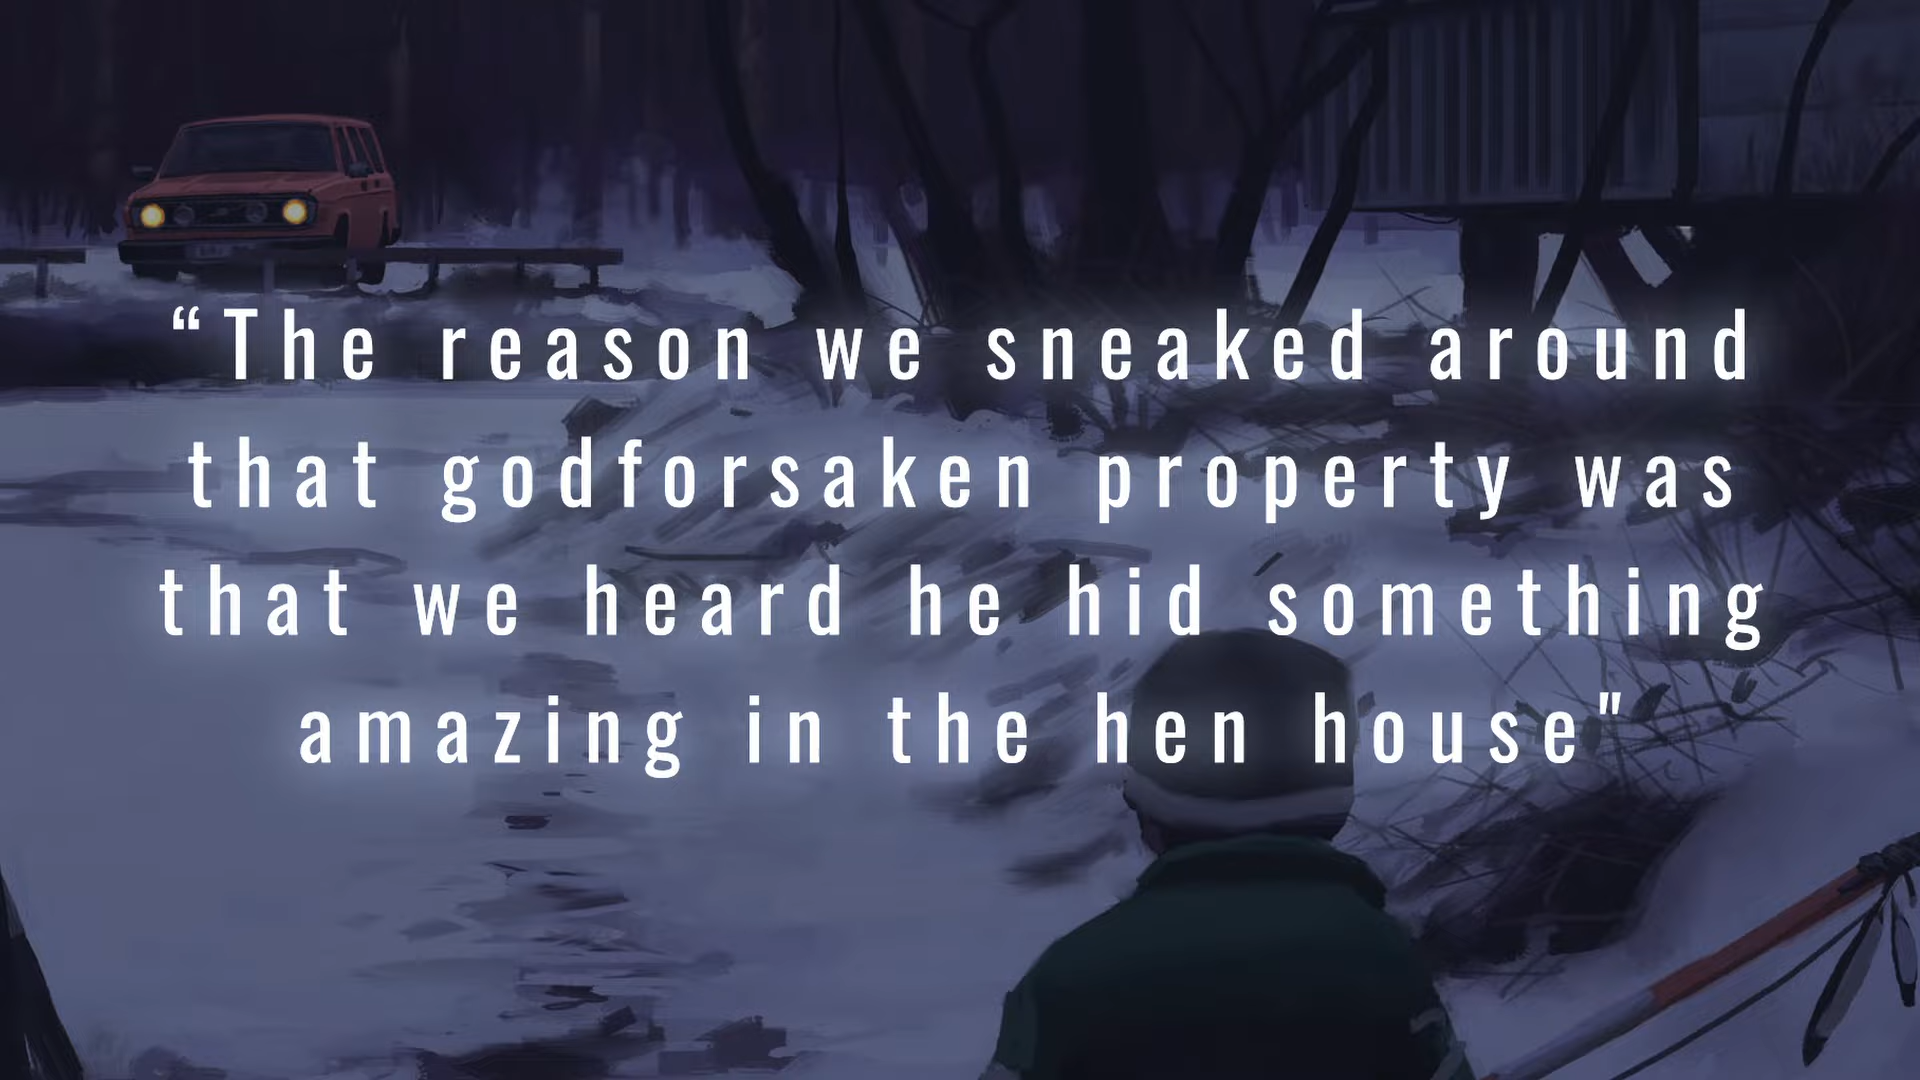 “The reason we sneaked around
that godforsaken property was
that we heard he hid something
amazing in the hen house"